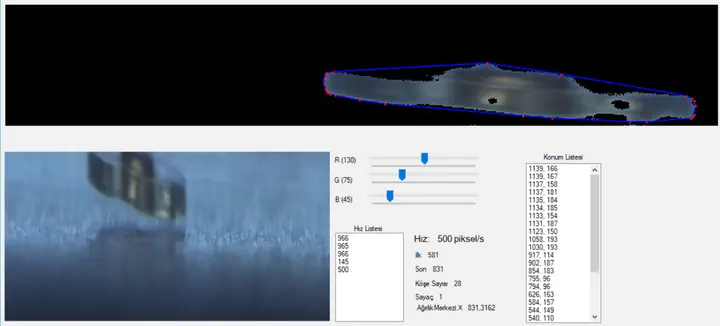 R (130)
G (75)
B (45)
Hız Listesi
966
965
966
145
500
Hız: 500 piksel/s
İlk 581
Son 831
Köşe Sayısı 28
Sayaç 1
Ağırlık.Merkezi.X 831,3162
Konum Listesi
1139, 166
1139, 167
1137, 158
1137, 181
1135, 184
1134, 185
1133, 154
1131, 187
1123, 150
1058, 193
1030, 193
917, 114
902, 187
854, 183
795, 96
794, 96
626, 163
584, 157
544, 149
540, 110